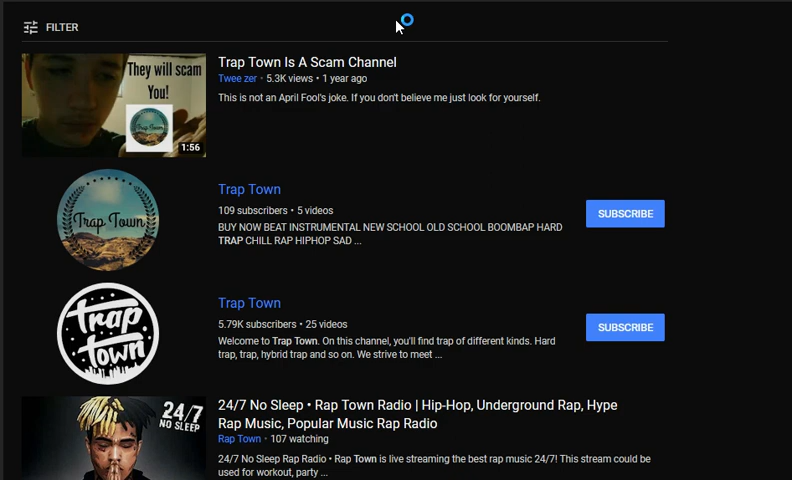 FILTER
They will scam
You!
Trap Town
1:56
Trap Town Is A Scam Channel
Twee zer • 5.3K views • 1 year ago
This is not an April Fool's joke. If you don't believe me just look for yourself.
Trap Town
Trap Town
109 subscribers • 5 videos
BUY NOW BEAT INSTRUMENTAL NEW SCHOOL OLD SCHOOL BOOMBAP HARD
TRAP CHILL RAP HIPHOP SAD ...
SUBSCRIBE
trap
town
Trap Town
5.79K subscribers • 25 videos
Welcome to Trap Town. On this channel, you'll find trap of different kinds. Hard
trap, trap, hybrid trap and so on. We strive to meet ...
SUBSCRIBE
24/7
NO SLEEP
24/7 No Sleep • Rap Town Radio | Hip-Hop, Underground Rap, Hype
Rap Music, Popular Music Rap Radio
Rap Town • 107 watching
24/7 No Sleep Rap Radio • Rap Town is live streaming the best rap music 24/7! This stream could be
used for workout, party ...